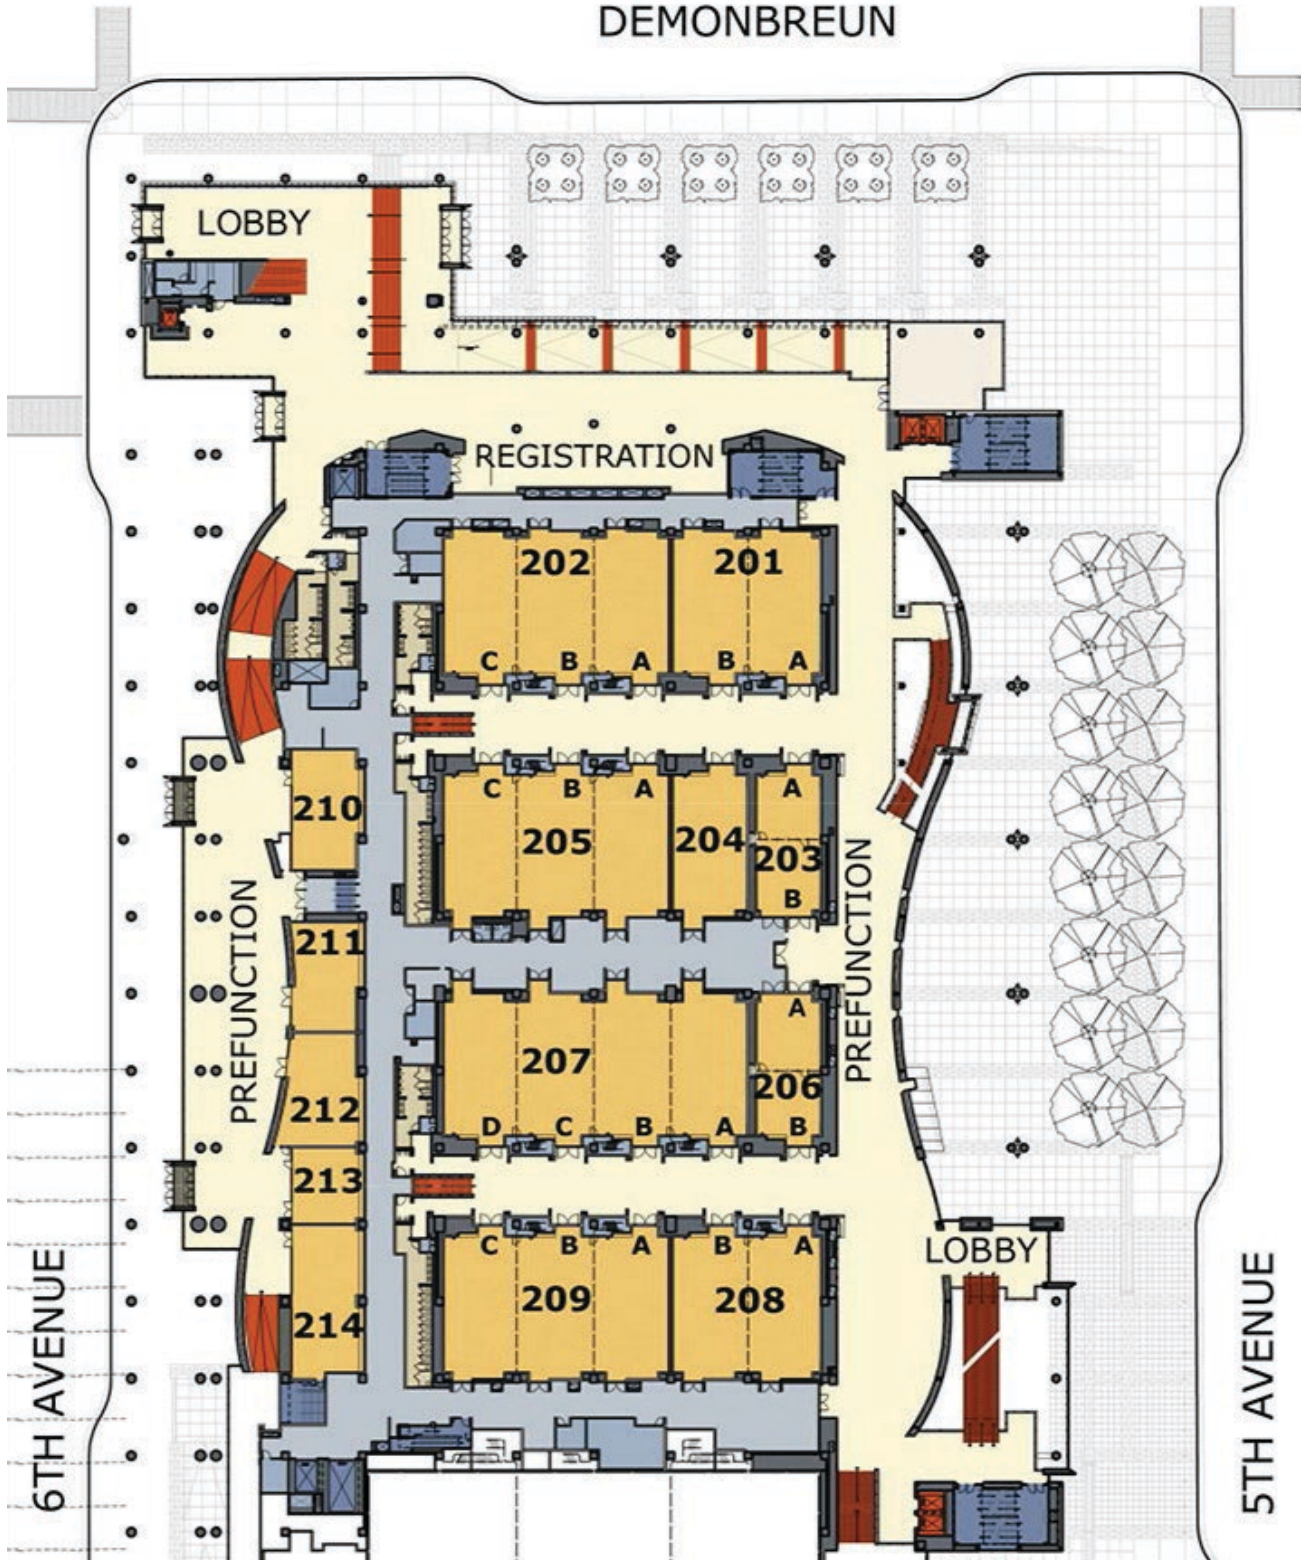 DEMONBREUN
LOBBY
REGISTRATION
202
201
C
B
A
B
A
C
B
A
A
210
205
204
203
B
PREFUNCTION
PREFUNCTION
211
A
207
206
212
D
C
B
A
B
213
C
B
A
B
A
LOBBY
209
208
214
6TH AVENUE
5TH AVENUE